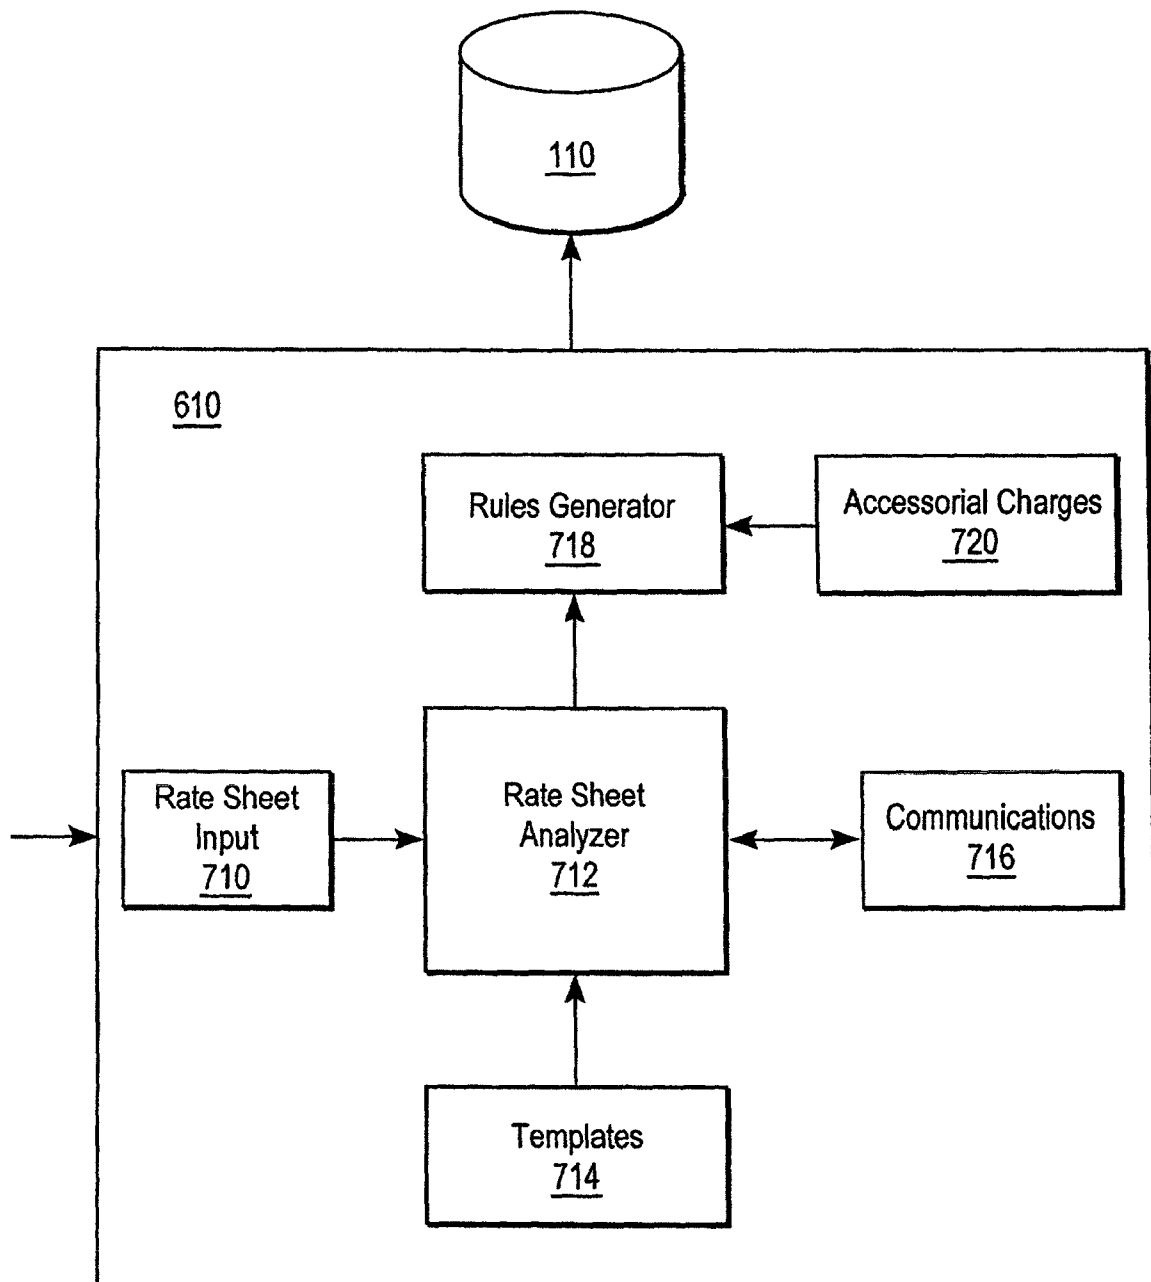 110
610
Rules Generator
718
Accessorial Charges
720
Rate Sheet
Input
710
Rate Sheet
Analyzer
712
Communications
716
Templates
714